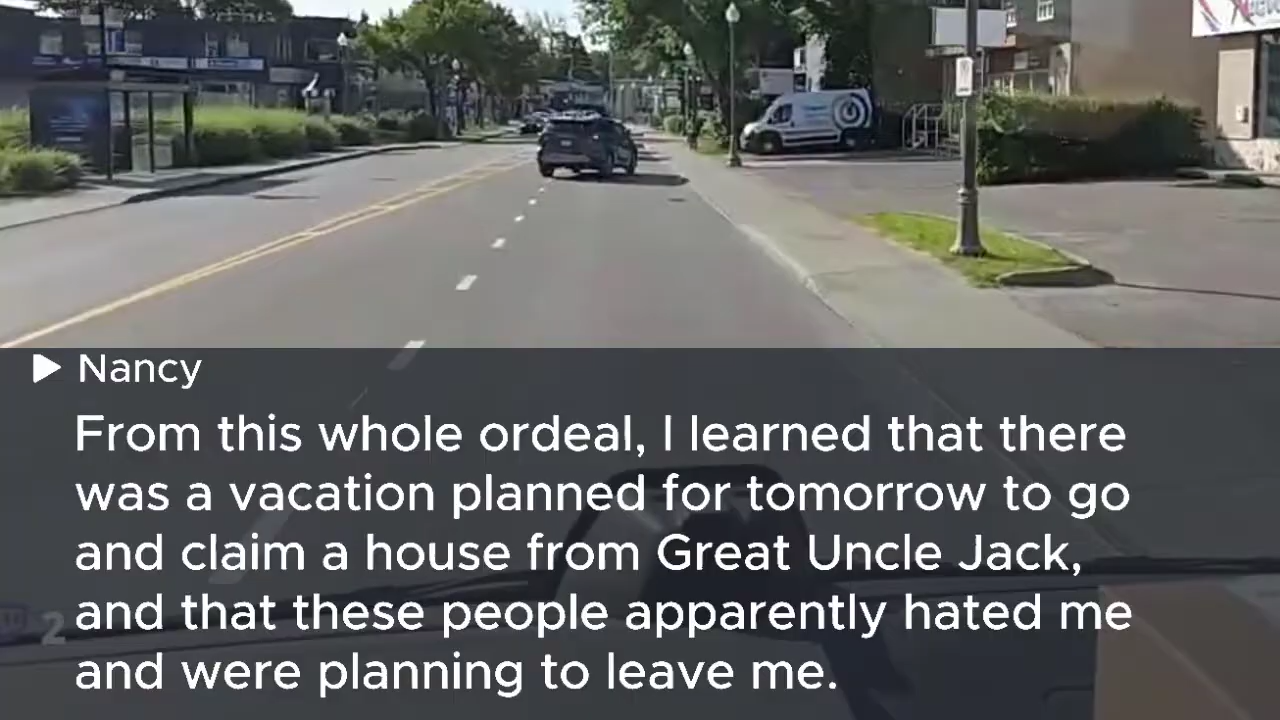 Nancy
From this whole ordeal, I learned that there
was a vacation planned for tomorrow to go
and claim a house from Great Uncle Jack,
2 and that these people apparently hated me
and were planning to leave me.